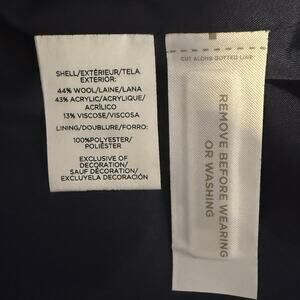 SHELL/EXTÉRIEUR/TELA
EXTERIOR:
44% WOOL/LAINE/LANA
43% ACRYLIC/ACRYLIQUE/
ACRÍLICO
13% VISCOSE/VISCOSA
LINING/DOUBLURE/FORRO:
100%POLYESTER/
POLIÉSTER
EXCLUSIVE OF
DECORATION/
SAUF DÉCORATION/
EXCLUYELA DECORACIÓN
CUT ALONG DOTTED LINE
REMOVE BEFORE WEARING
OR WASHING